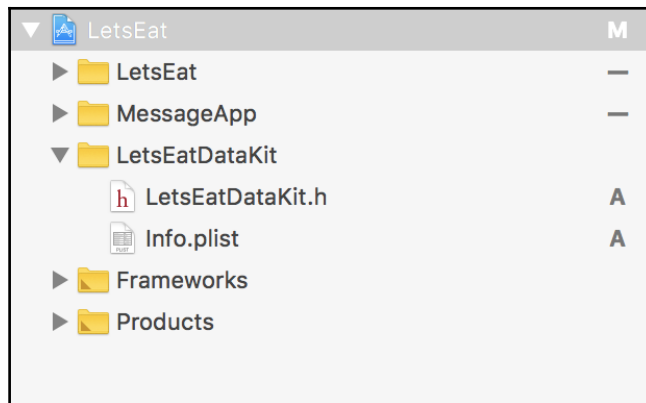 LetsEat M
LetsEat —
MessageApp —
LetsEatDataKit
h LetsEatDataKit.h A
Info.plist A
Frameworks
Products